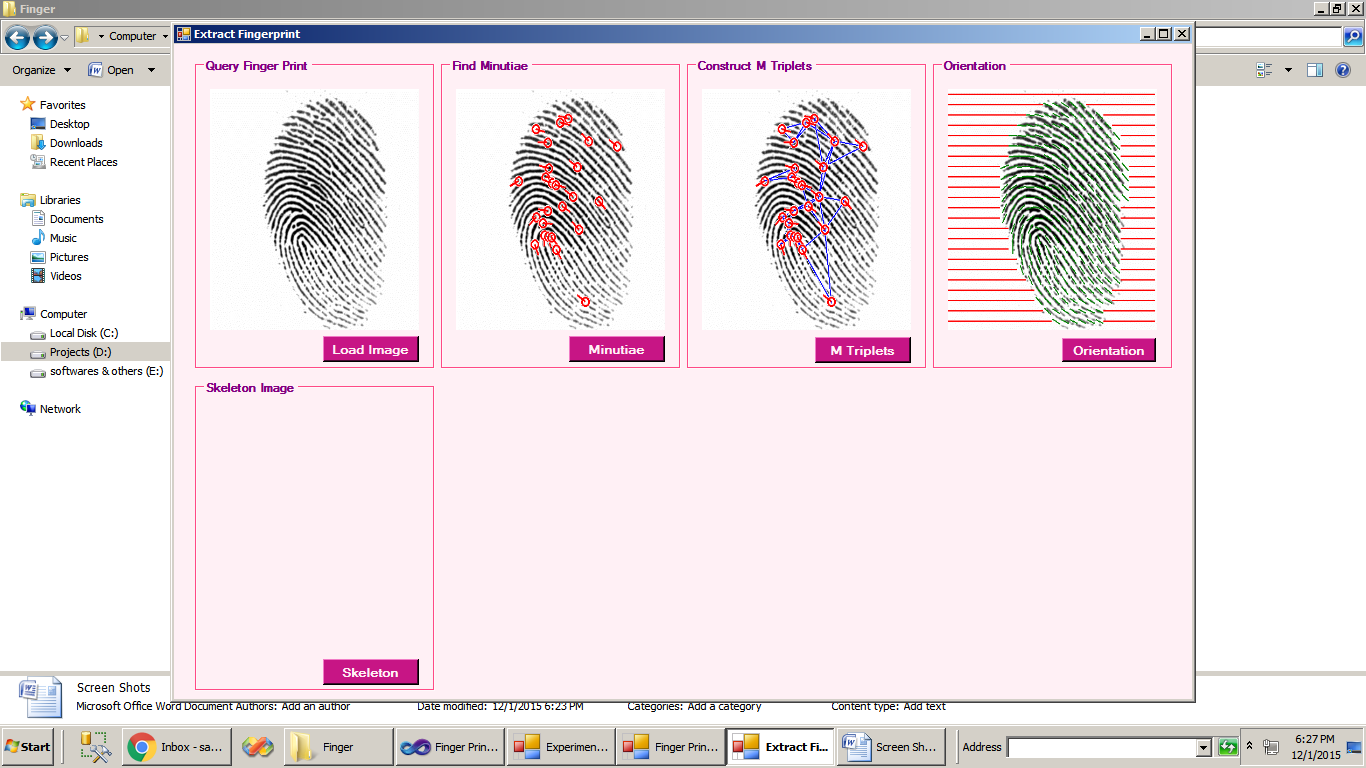 Finger
Computer
Extract Fingerprint
Organize
Open
Favorites
Desktop
Downloads
Recent Places
Libraries
Documents
Music
Pictures
Videos
Computer
Local Disk (C:)
Projects (D:)
softwares & others (E:)
Network
Query Finger Print
Find Minutiae
Construct M Triplets
Orientation
Load Image
Minutiae
M Triplets
Orientation
Skeleton Image
Skeleton
Screen Shots
Microsoft Office Word Document Authors: Add an author
Date modified: 12/1/2015 6:23 PM
Categories: Add a category
Content type: Add text
Start
Inbox - sa...
Finger
Finger Prin...
Experimen...
Finger Prin...
Extract Fi...
Screen Sh...
Address
6:27 PM
12/1/2015